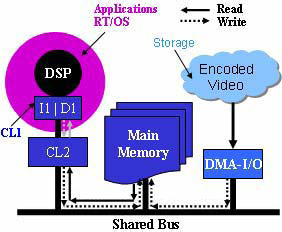 Applications
RT/OS
Read
Write
Storage
DSP
Encoded
Video
I1 | D1
CL1
CL2
Main
Memory
DMA-I/O
Shared Bus